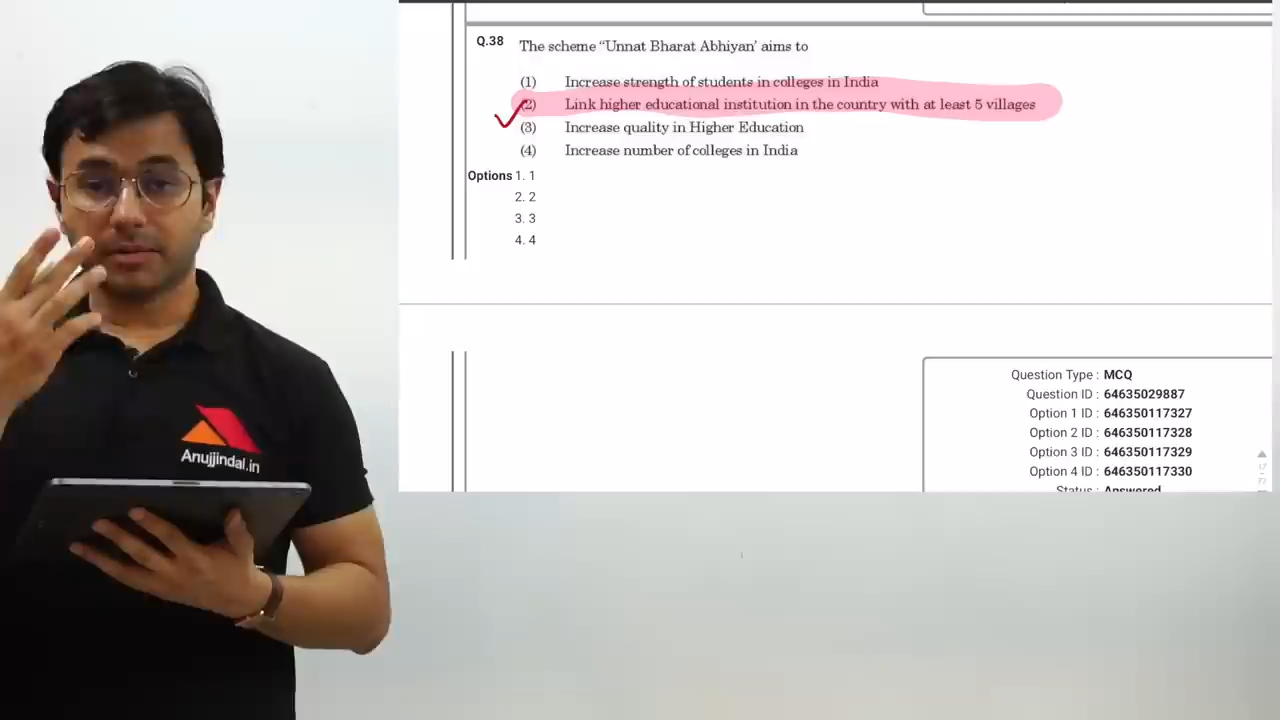 Q.38 The scheme “Unnat Bharat Abhiyan’ aims to
(1) Increase strength of students in colleges in India
(2) Link higher educational institution in the country with at least 5 villages
(3) Increase quality in Higher Education
(4) Increase number of colleges in India
Options 1. 1
2. 2
3. 3
4. 4
Question Type : MCQ
Question ID : 64635029887
Option 1 ID : 646350117327
Option 2 ID : 646350117328
Option 3 ID : 646350117329
Option 4 ID : 646350117330
Status : Answered
Anujjindal.in